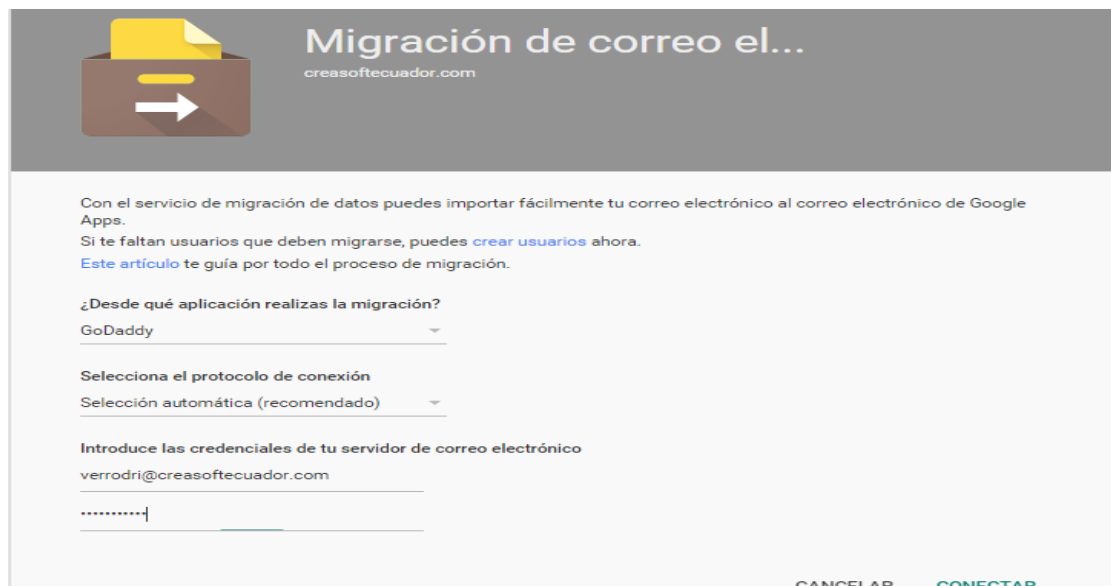 Migración de correo el...
creasoftecuador.com
Con el servicio de migración de datos puedes importar fácilmente tu correo electrónico al correo electrónico de Google
Apps.
Si te faltan usuarios que deben migrarse, puedes crear usuarios ahora.
Este artículo te guía por todo el proceso de migración.
¿Desde qué aplicación realizas la migración?
GoDaddy
Selecciona el protocolo de conexión
Selección automática (recomendado)
Introduce las credenciales de tu servidor de correo electrónico
verrodri@creasoftecuador.com
•••••••••••
CANCELAR CONECTAR